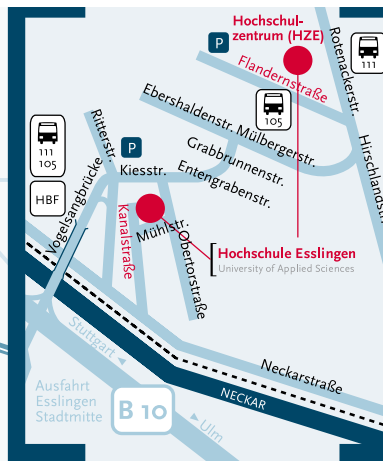 Hochschul-
zentrum (HZE)
P
Flandernstraße
Rotenackerstr.
111
105
Ebershaldenstr.
Mülbergerstr.
Hirschlandstr.
111
105
HBF
Ritterstr.
P
Kiesstr.
Grabbrunnenstr.
Entengrabenstr.
Vogelsangbrücke
Kanalstraße
Mühlstr.
Obertorstraße
Hochschule Esslingen
University of Applied Sciences
Stuttgart
Neckarstraße
NECKAR
Ausfahrt
Esslingen
Stadtmitte
B 10
Ulm